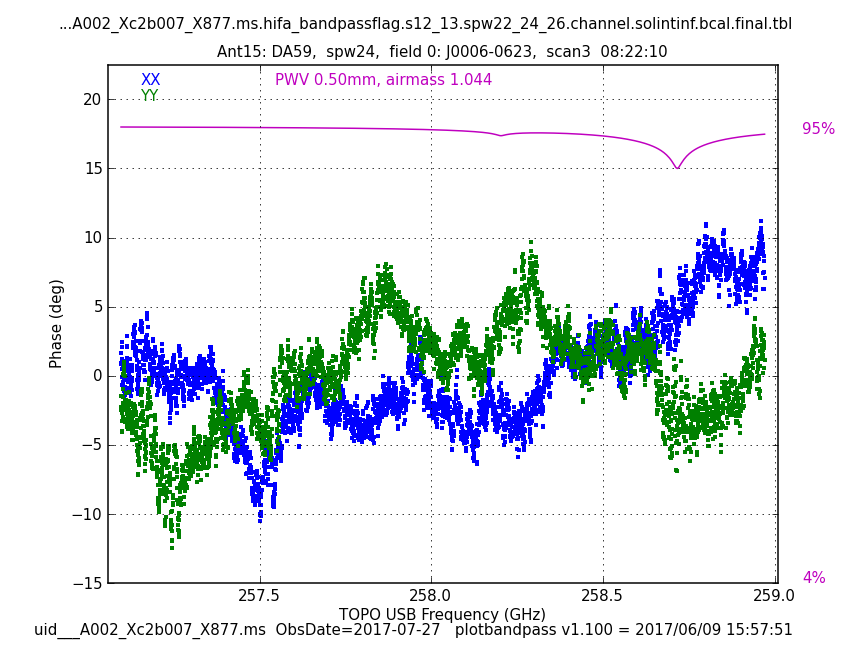 ...A002_Xc2b007_X877.ms.hifa_bandpassflag.s12_13.spw22_24_26.channel.solintinf.bcal.final.tbl
Ant15: DA59, spw24, field 0: J0006-0623, scan3 08:22:10
XX
PWV 0.50mm, airmass 1.044
YY
20
95%
15
10
5
0
−5
−10
−15
4%
Phase (deg)
257.5 258.0 258.5 259.0
TOPO USB Frequency (GHz)
uid___A002_Xc2b007_X877.ms ObsDate=2017-07-27 plotbandpass v1.100 = 2017/06/09 15:57:51